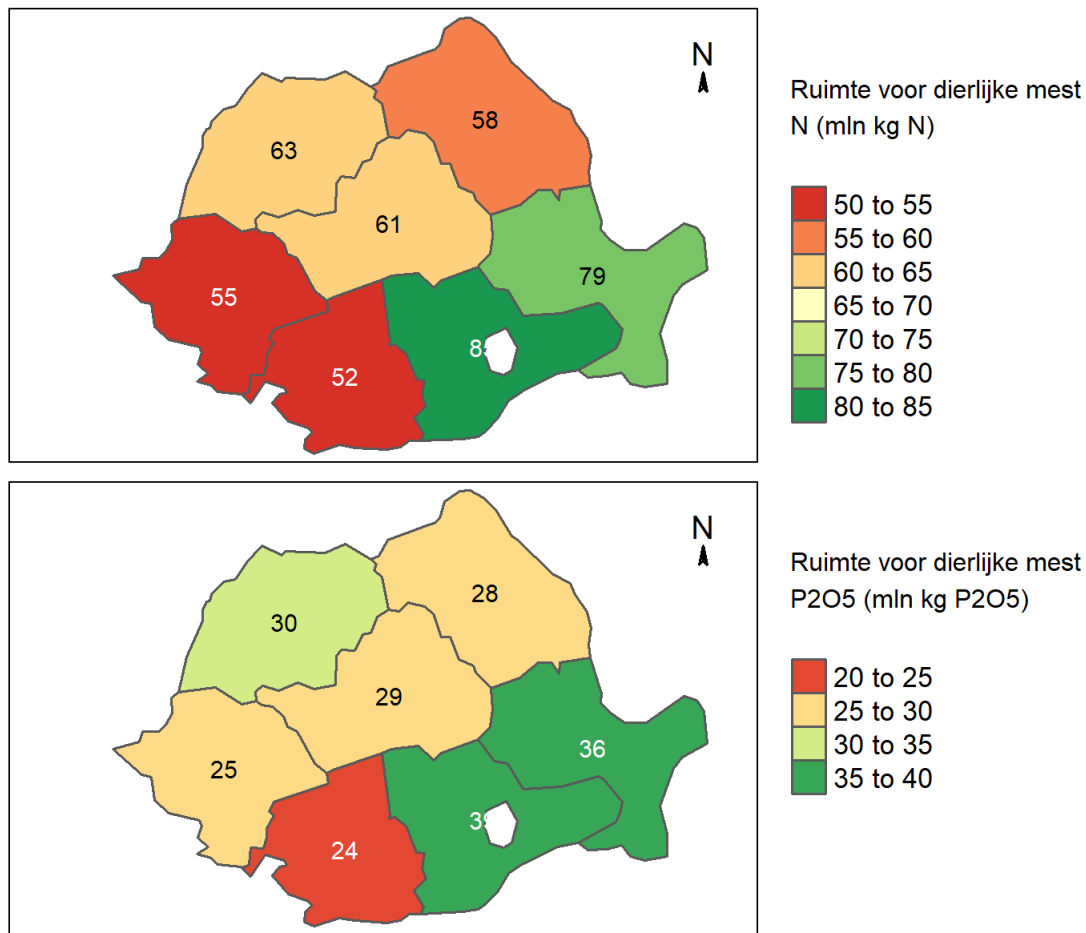 N
58
63
61
79
55
52
Ruimte voor dierlijke mest
N (mln kg N)
50 to 55
55 to 60
60 to 65
65 to 70
70 to 75
75 to 80
80 to 85
N
28
30
29
36
25
24
Ruimte voor dierlijke mest
P2O5 (mln kg P2O5)
20 to 25
25 to 30
30 to 35
35 to 40